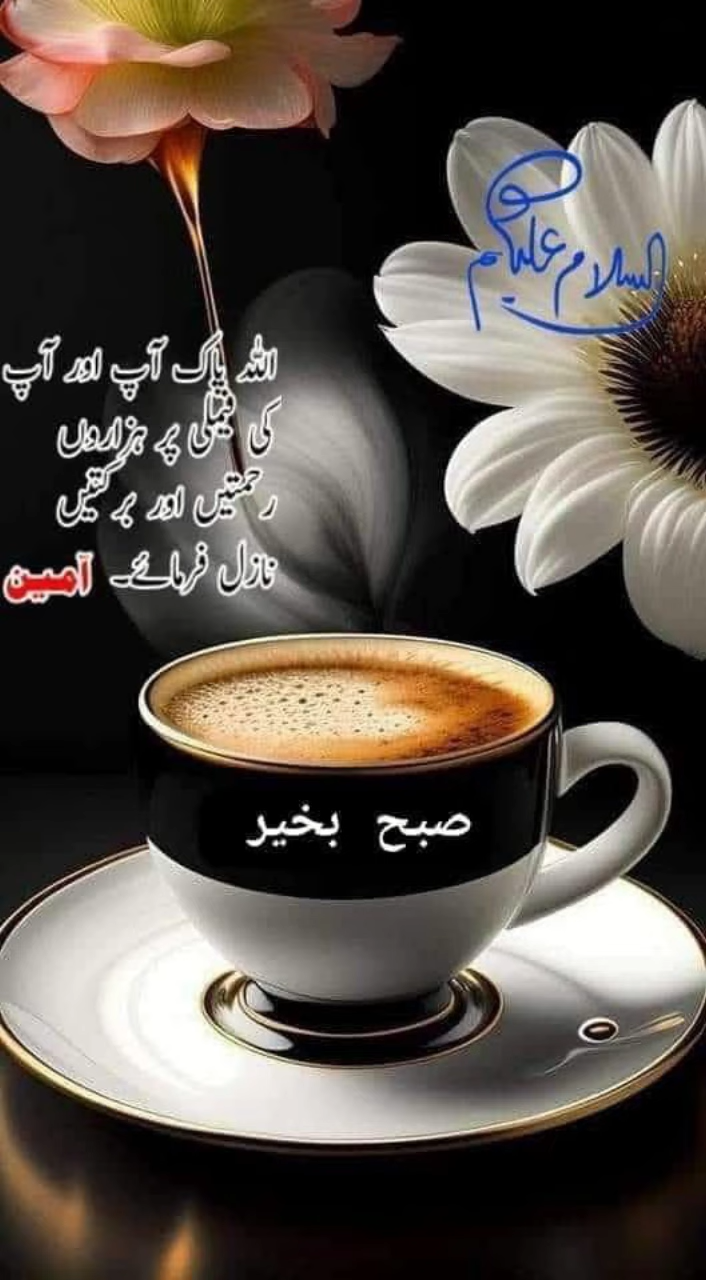 السلام علیکم
اللہ پاک آپ اور آپ
کی فیملی پر ہزاروں
رحمتیں اور برکتیں
نازل فرمائے۔ آمین
صبح بخیر